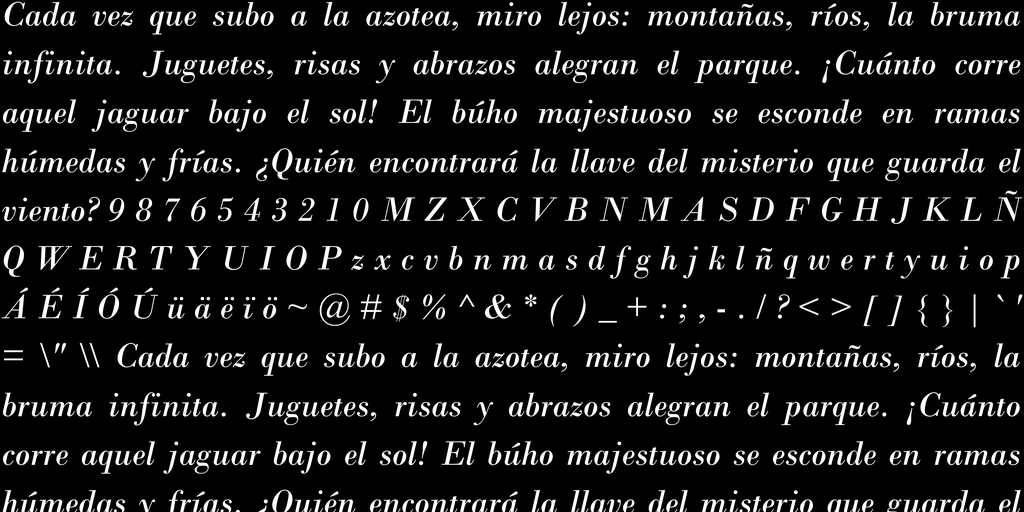 Cada vez que subo a la azotea, miro lejos: montañas, ríos, la bruma
infinita. Juguetes, risas y abrazos alegran el parque. ¡Cuánto corre
aquel jaguar bajo el sol! El búho majestuoso se esconde en ramas
húmedas y frías. ¿Quién encontrará la llave del misterio que guarda el
viento? 9 8 7 6 5 4 3 2 1 0 M Z X C V B N M A S D F G H J K L Ñ
Q W E R T Y U I O P z x c v b n m a s d f g h j k l ñ q w e r t y u i o p
Á É Í Ó Ú ü ä ë ï ö ~ @ # $ % ^ & * ( ) _ + : ; , - . / ? < > [ ] { } | ` '
= \" \\ Cada vez que subo a la azotea, miro lejos: montañas, ríos, la
bruma infinita. Juguetes, risas y abrazos alegran el parque. ¡Cuánto
corre aquel jaguar bajo el sol! El búho majestuoso se esconde en ramas
húmedas y frías. ¿Quién encontrará la llave del misterio que guarda el